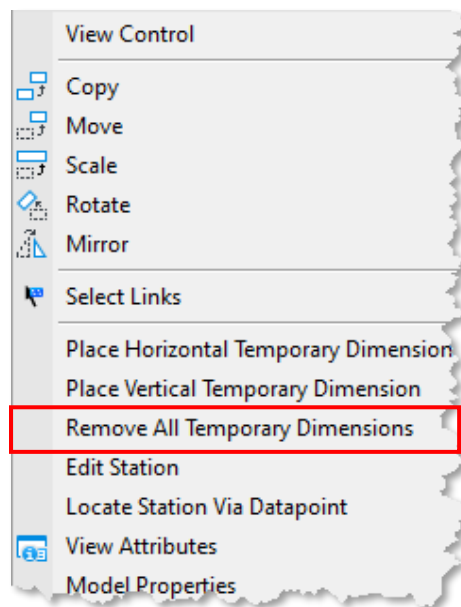 View Control
Copy
Move
Scale
Rotate
Mirror
Select Links
Place Horizontal Temporary Dimension
Place Vertical Temporary Dimension
Remove All Temporary Dimensions
Edit Station
Locate Station Via Datapoint
View Attributes
Model Properties